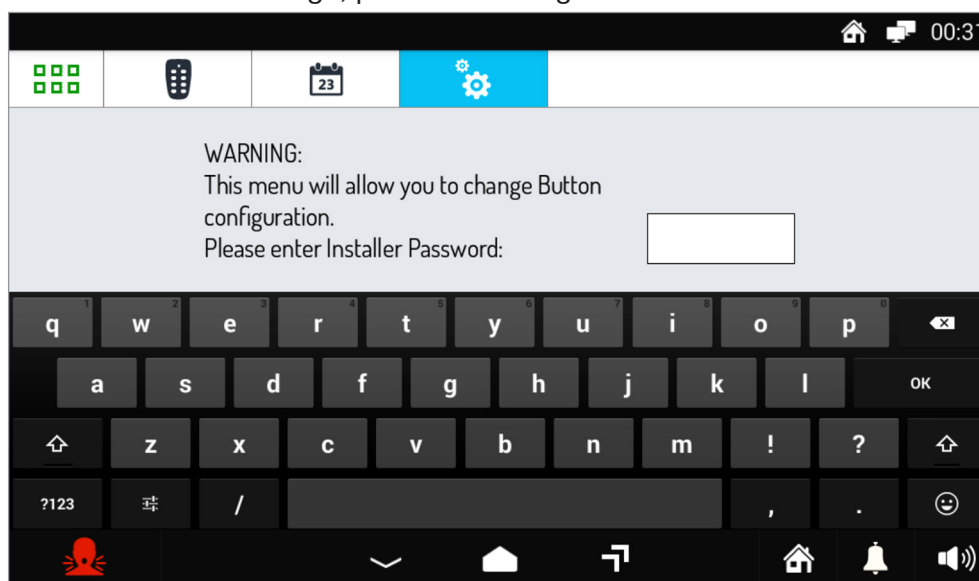 00:31
23
WARNING:
This menu will allow you to change Button
configuration.
Please enter Installer Password:
q 1 w 2 e 3 r 4 t 5 y 6 u 7 i 8 o 9 p 0
a s d f g h j k l OK
z x c v b n m ! ?
?123 / , .